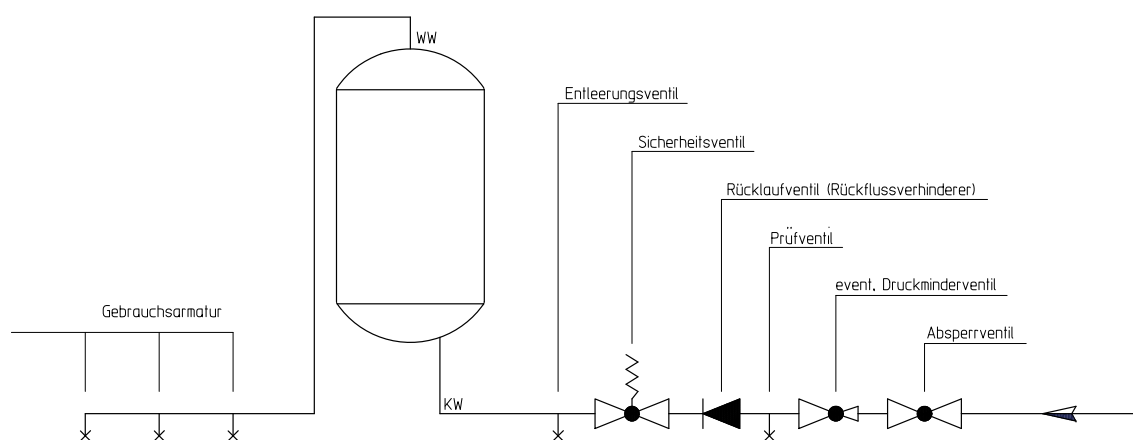 WW
Entleerungsventil
Sicherheitsventil
Rücklaufventil (Rückflussverhinderer)
Prüfventil
event. Druckminderventil
Gebrauchsarmatur
Absperrventil
KW